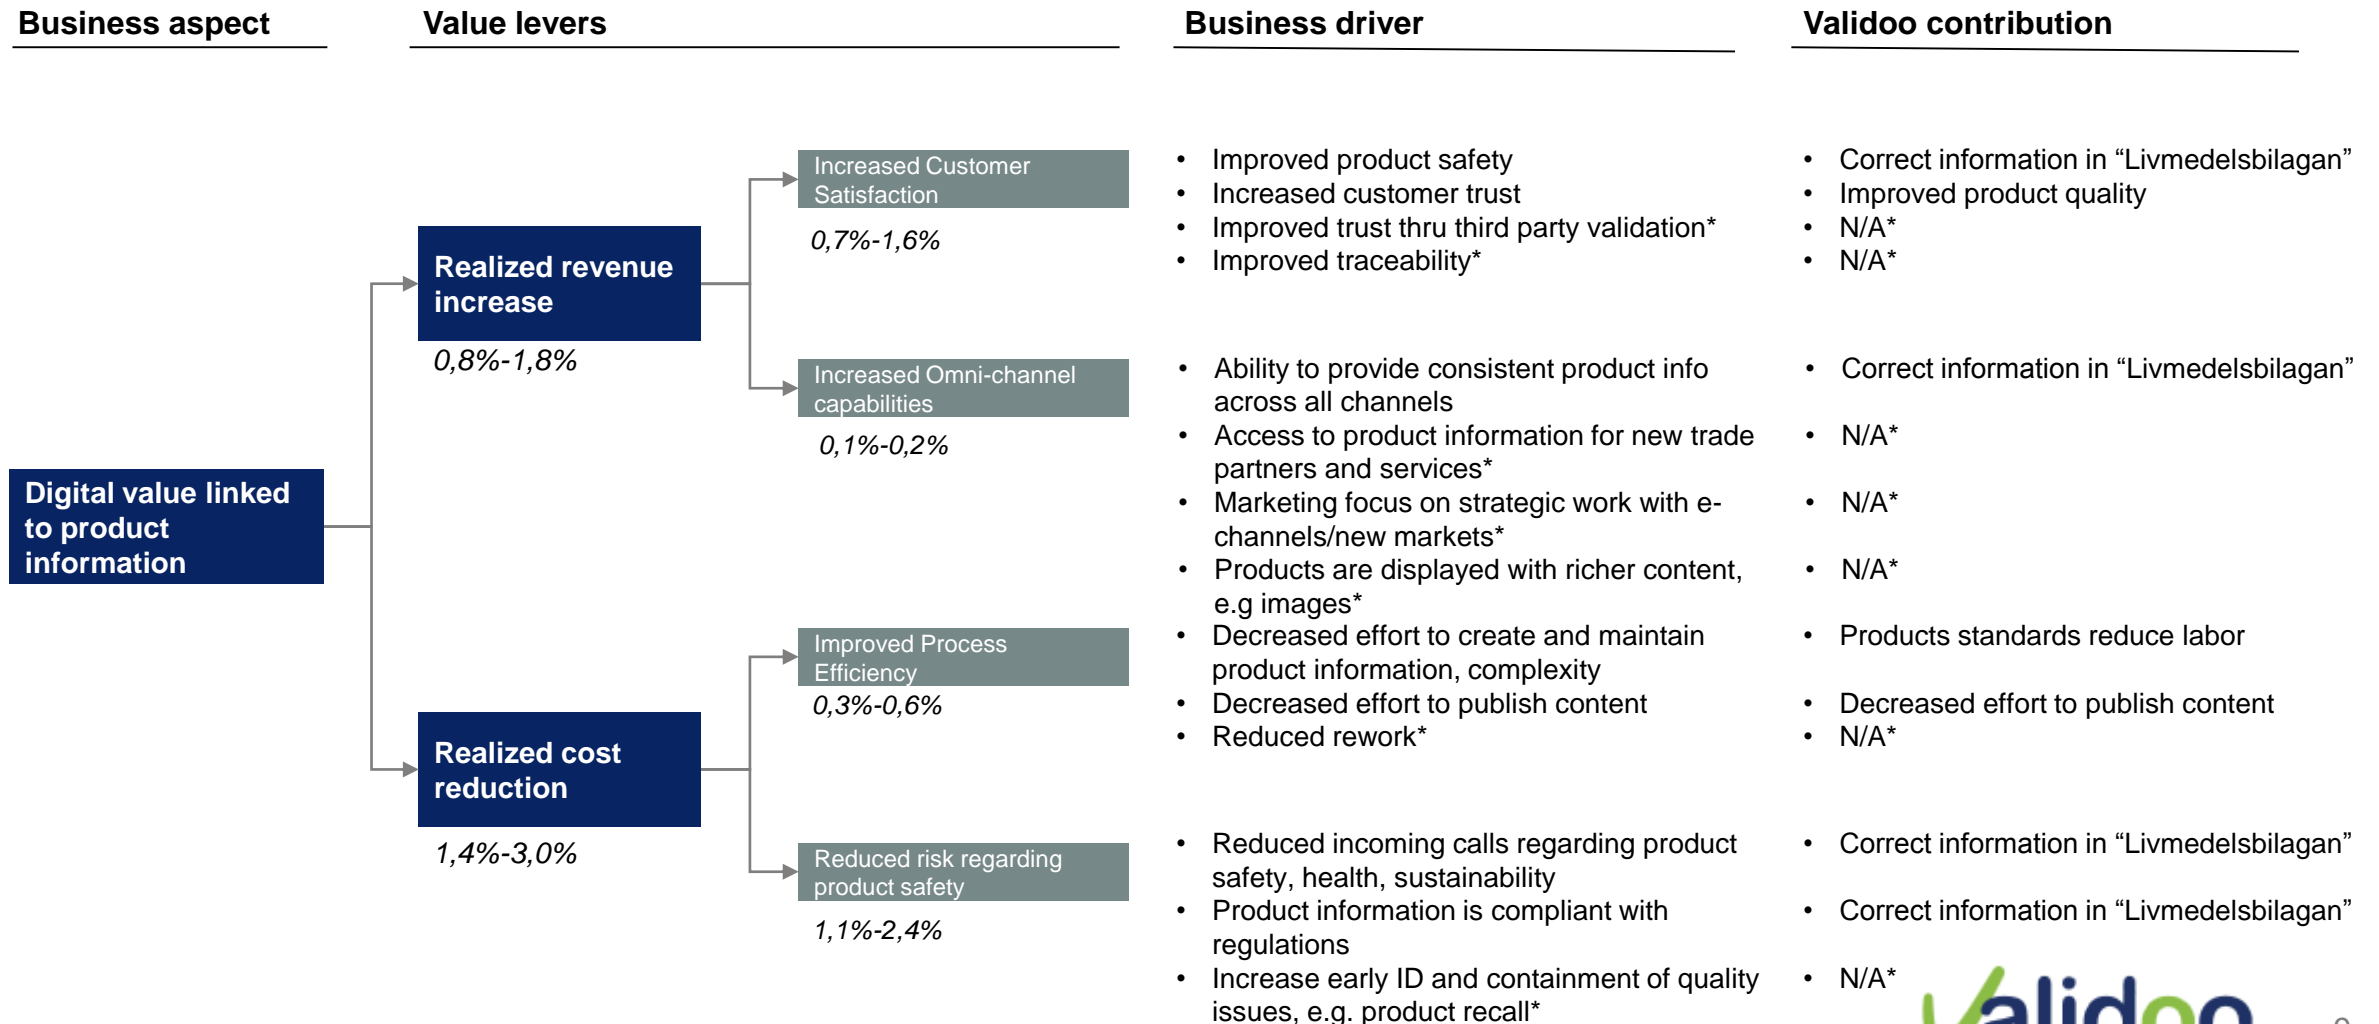 Business aspect
Value levers
Business driver
Validoo contribution
Digital value linked
to product
information
Realized revenue
increase
0,8%-1,8%
Realized cost
reduction
1,4%-3,0%
Increased Customer
Satisfaction
0,7%-1,6%
• Improved product safety
• Increased customer trust
• Improved trust thru third party validation*
• Improved traceability*
• Correct information in “Livmedelsbilagan”
• Improved product quality
• N/A*
• N/A*
Increased Omni-channel
capabilities
0,1%-0,2%
• Ability to provide consistent product info
across all channels
• Access to product information for new trade
partners and services*
• Marketing focus on strategic work with e-
channels/new markets*
• Products are displayed with richer content,
e.g images*
• Correct information in “Livmedelsbilagan”
• N/A*
• N/A*
• N/A*
Improved Process
Efficiency
0,3%-0,6%
• Decreased effort to create and maintain
product information, complexity
• Decreased effort to publish content
• Reduced rework*
• Products standards reduce labor
• Decreased effort to publish content
• N/A*
Reduced risk regarding
product safety
1,1%-2,4%
• Reduced incoming calls regarding product
safety, health, sustainability
• Product information is compliant with
regulations
• Increase early ID and containment of quality
issues, e.g. product recall*
• Correct information in “Livmedelsbilagan”
• Correct information in “Livmedelsbilagan”
• N/A*
Validoo